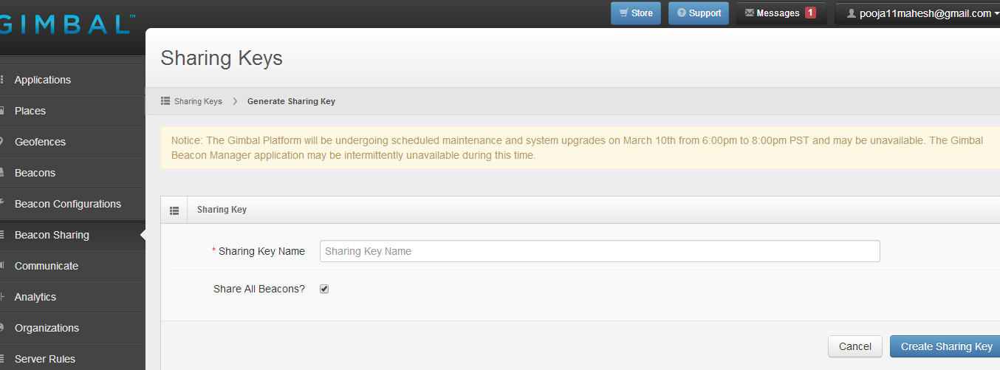 GIMBAL™
Store
Support
Messages 1
pooja11mahesh@gmail.com
Sharing Keys
Applications
Places
Geofences
Beacons
Beacon Configurations
Beacon Sharing
Communicate
Analytics
Organizations
Server Rules
Sharing Keys > Generate Sharing Key
Notice: The Gimbal Platform will be undergoing scheduled maintenance and system upgrades on March 10th from 6:00pm to 8:00pm PST and may be unavailable. The Gimbal
Beacon Manager application may be intermittently unavailable during this time.
Sharing Key
* Sharing Key Name
Sharing Key Name
Share All Beacons?
Cancel
Create Sharing Key